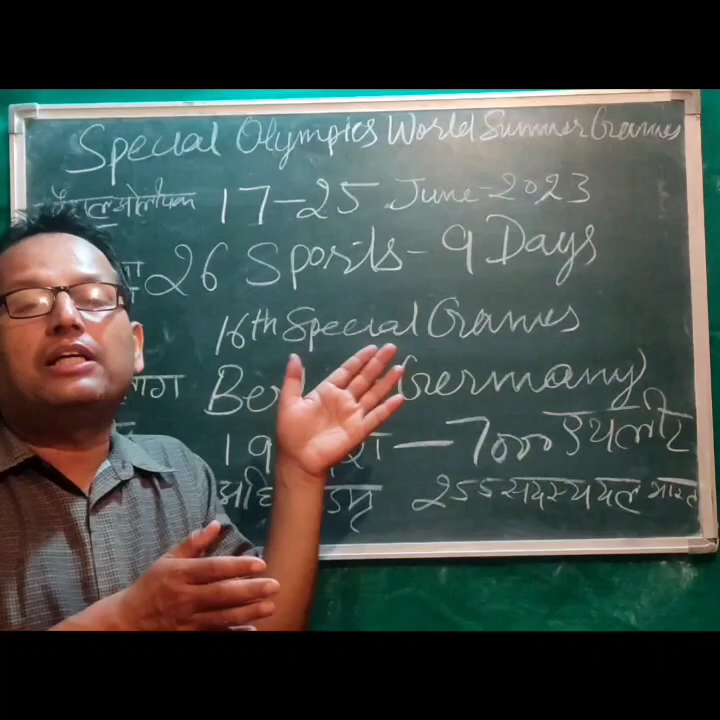 Special Olympics World Summer Games
17-25 June-2023
26 Sports-9 Days
16th Special Games
Germany
19 — 7000 एथलीट
255 सदस्य दल भारत